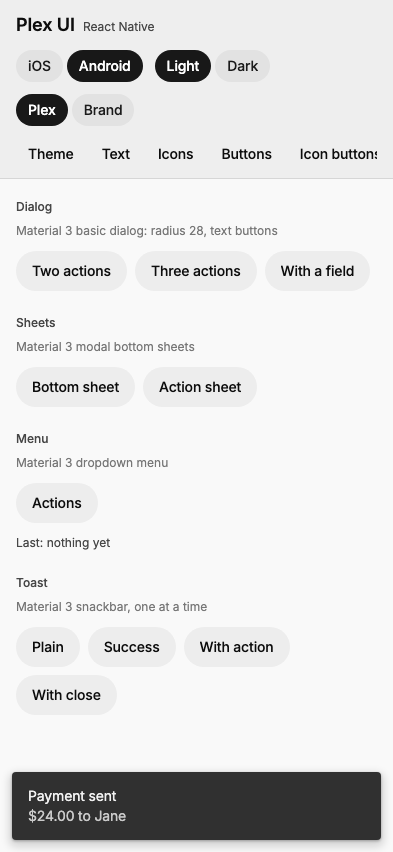 Plex UI React Native
iOS Android Light Dark
Plex Brand
Theme Text Icons Buttons Icon buttons
Dialog
Material 3 basic dialog: radius 28, text buttons
Two actions Three actions With a field
Sheets
Material 3 modal bottom sheets
Bottom sheet Action sheet
Menu
Material 3 dropdown menu
Actions
Last: nothing yet
Toast
Material 3 snackbar, one at a time
Plain Success With action
With close
Payment sent
$24.00 to Jane